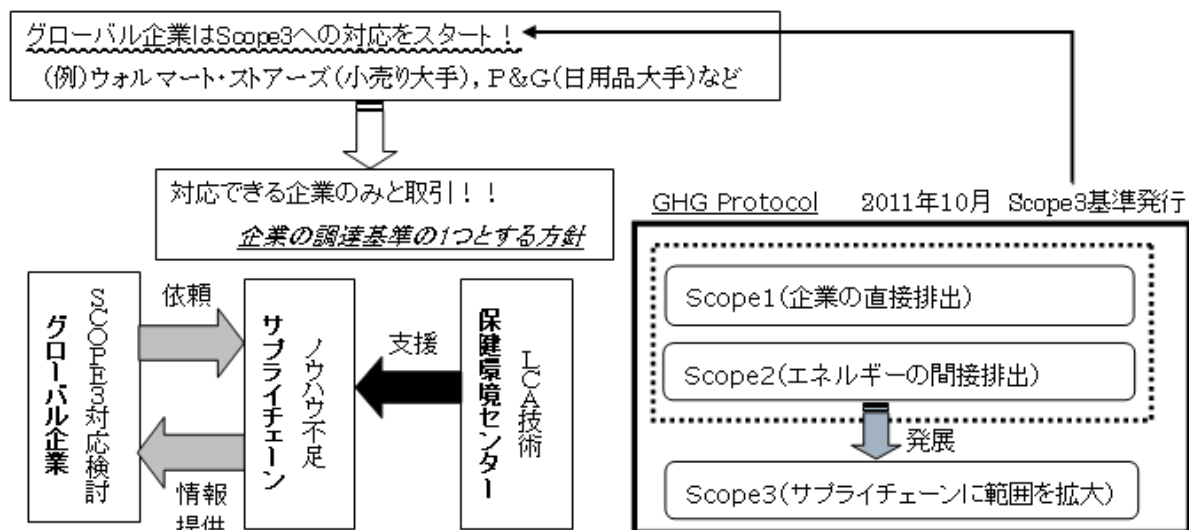 グローバル企業はScope3への対応をスタート！
(例)ウォルマート・ストアーズ(小売り大手), P&G(日用品大手)など
対応できる企業のみと取引！！
企業の調達基準の1つとする方針
GHG Protocol 2011年10月 Scope3基準発行
Scope1(企業の直接排出)
Scope2(エネルギーの間接排出)
発展
Scope3(サプライチェーンに範囲を拡大)
SCOPE3対応検討
グローバル企業
依頼
情報
提供
ノウハウ不足
サプライチェーン
支援
LCA技術
保健環境センター